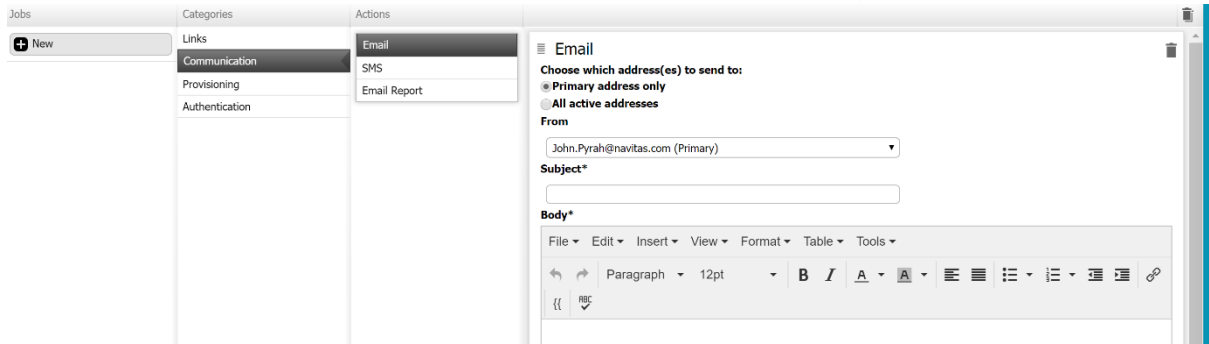 Jobs
New
Categories
Links
Communication
Provisioning
Authentication
Actions
Email
SMS
Email Report
Email
Choose which address(es) to send to:
Primary address only
All active addresses
From
John.Pyrah@navitas.com (Primary)
Subject*
Body*
File Edit Insert View Format Table Tools
Paragraph 12pt B I A A
{{ ABC